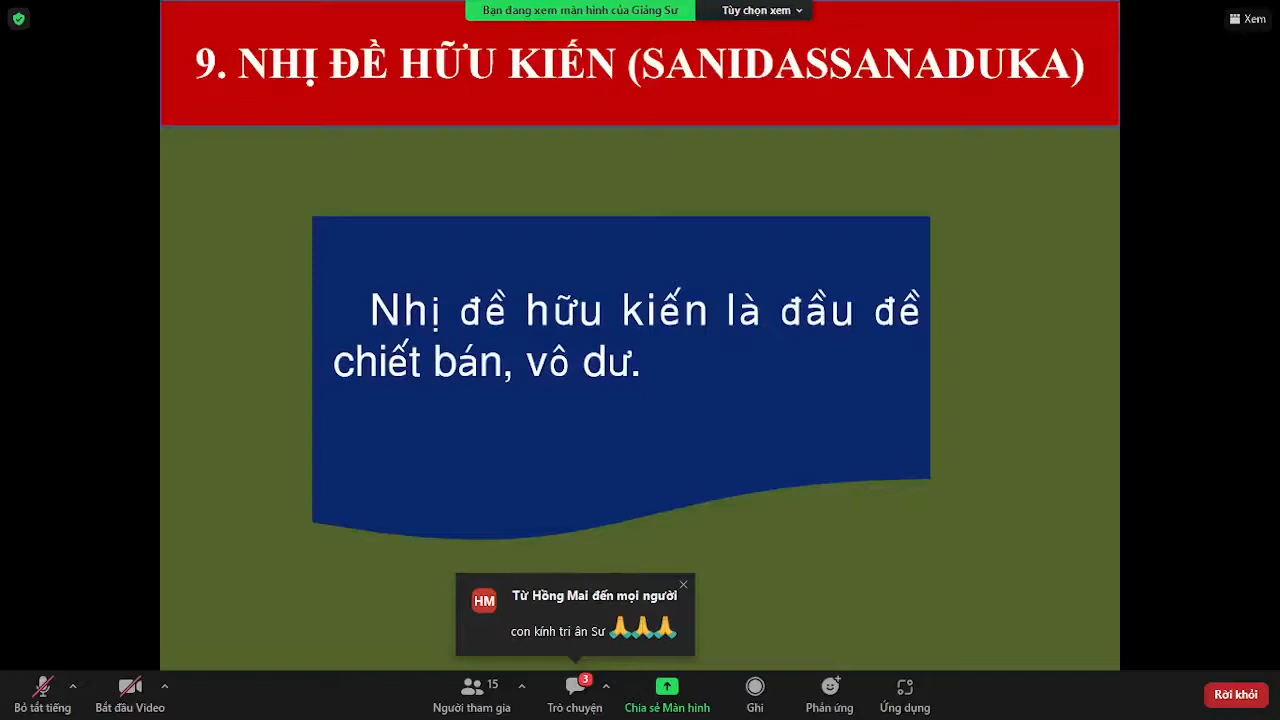 Bạn đang xem màn hình của Giảng Sư
Tùy chọn xem
Xem
9. NHỊ ĐỀ HỮU KIẾN (SANIDASSANADUKA)
Nhị đề hữu kiến là đầu đề
chiết bán, vô dư.
HM
Từ Hồng Mai đến mọi người
con kính tri ân Sư 🙏🙏🙏
15
3
Bỏ tắt tiếng
Bắt đầu Video
Người tham gia
Trò chuyện
Chia sẻ Màn hình
Ghi
Phản ứng
Ứng dụng
Rời khỏi